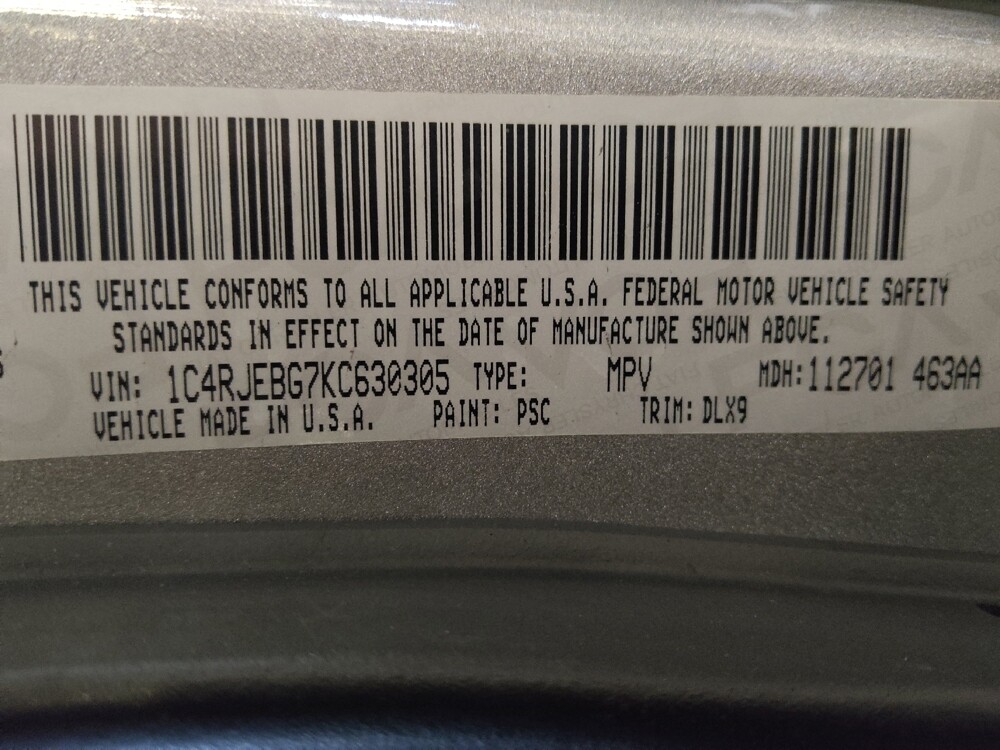 THIS VEHICLE CONFORMS TO ALL APPLICABLE U.S.A. FEDERAL MOTOR VEHICLE SAFETY
STANDARDS IN EFFECT ON THE DATE OF MANUFACTURE SHOWN ABOVE.
VIN: 1C4RJEBG7KC630305 TYPE: MPV MDH:112701 463AA
VEHICLE MADE IN U.S.A. PAINT: PSC TRIM: DLX9